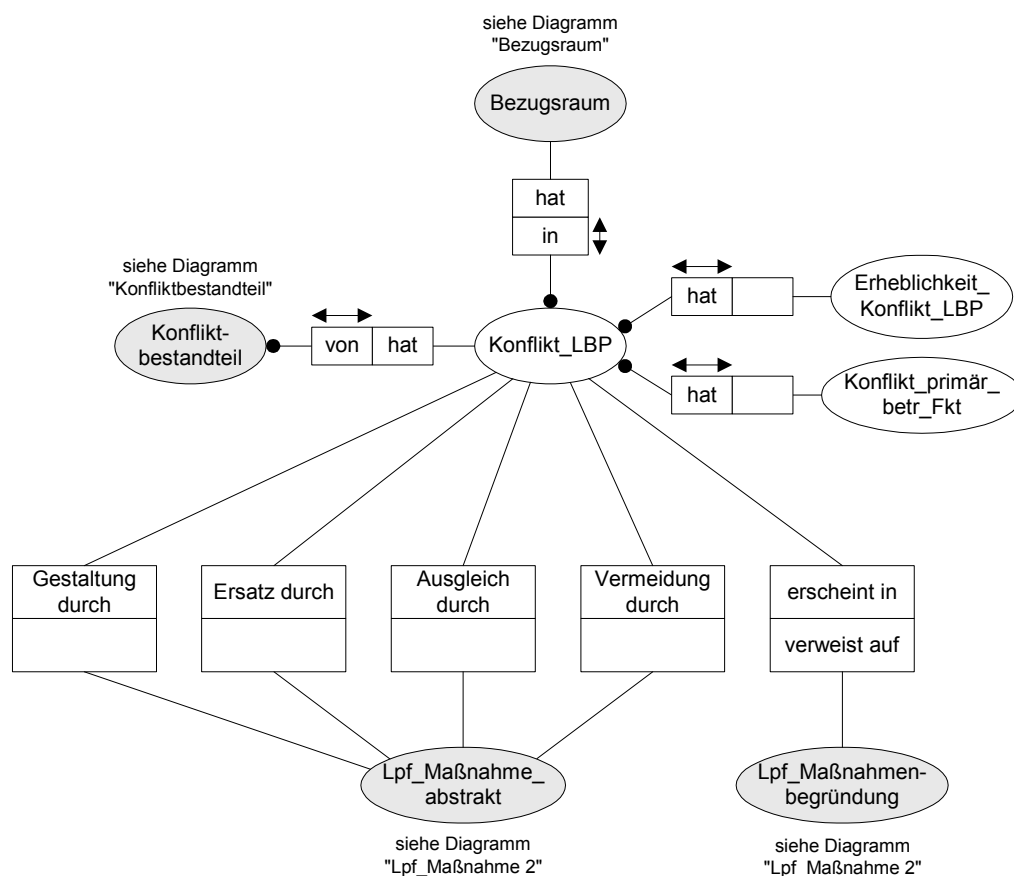 siehe Diagramm
"Bezugsraum"
Bezugsraum
hat
in
siehe Diagramm
"Konfliktbestandteil"
Konflikt-
bestandteil
von hat
Konflikt_LBP
hat
Erheblichkeit_
Konflikt_LBP
hat
Konflikt_primär_
betr_Fkt
Gestaltung
durch
Ersatz durch
Ausgleich
durch
Vermeidung
durch
erscheint in
verweist auf
Lpf_Maßnahme_
abstrakt
Lpf_Maßnahmen-
begründung
siehe Diagramm
"Lpf_Maßnahme 2"
siehe Diagramm
"Lpf_Maßnahme 2"